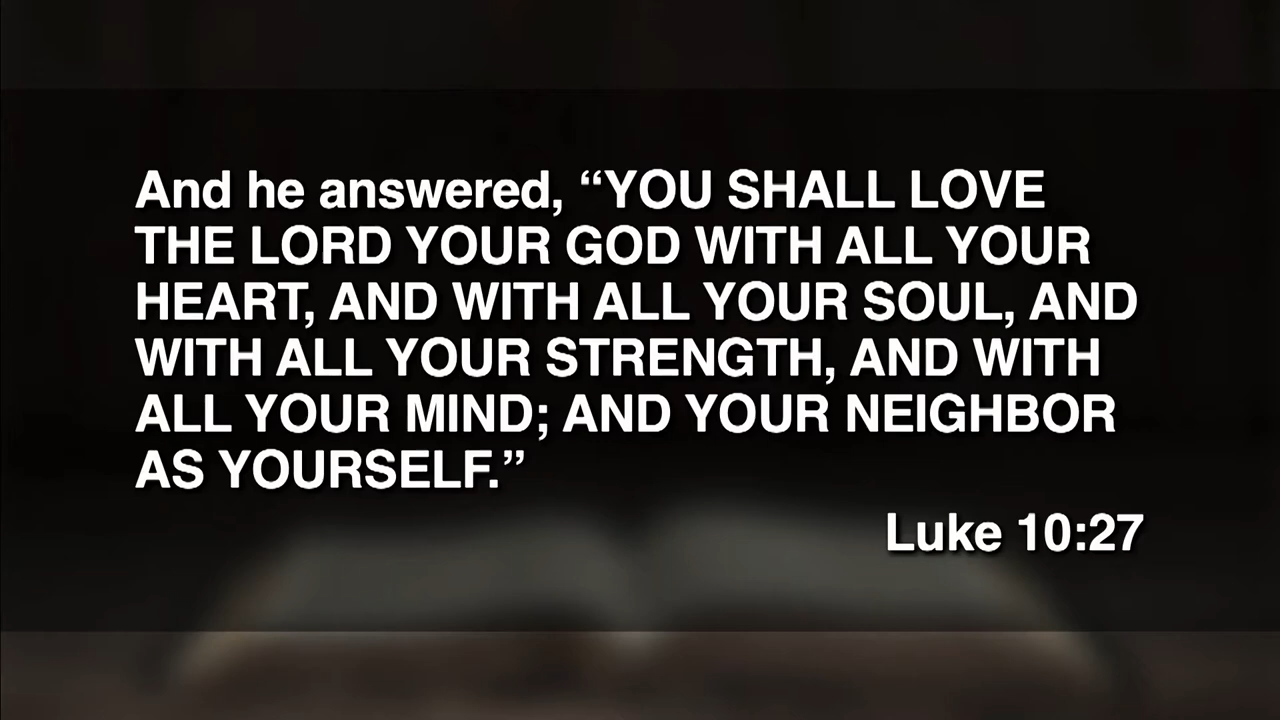 And he answered, “YOU SHALL LOVE
THE LORD YOUR GOD WITH ALL YOUR
HEART, AND WITH ALL YOUR SOUL, AND
WITH ALL YOUR STRENGTH, AND WITH
ALL YOUR MIND; AND YOUR NEIGHBOR
AS YOURSELF.”
Luke 10:27